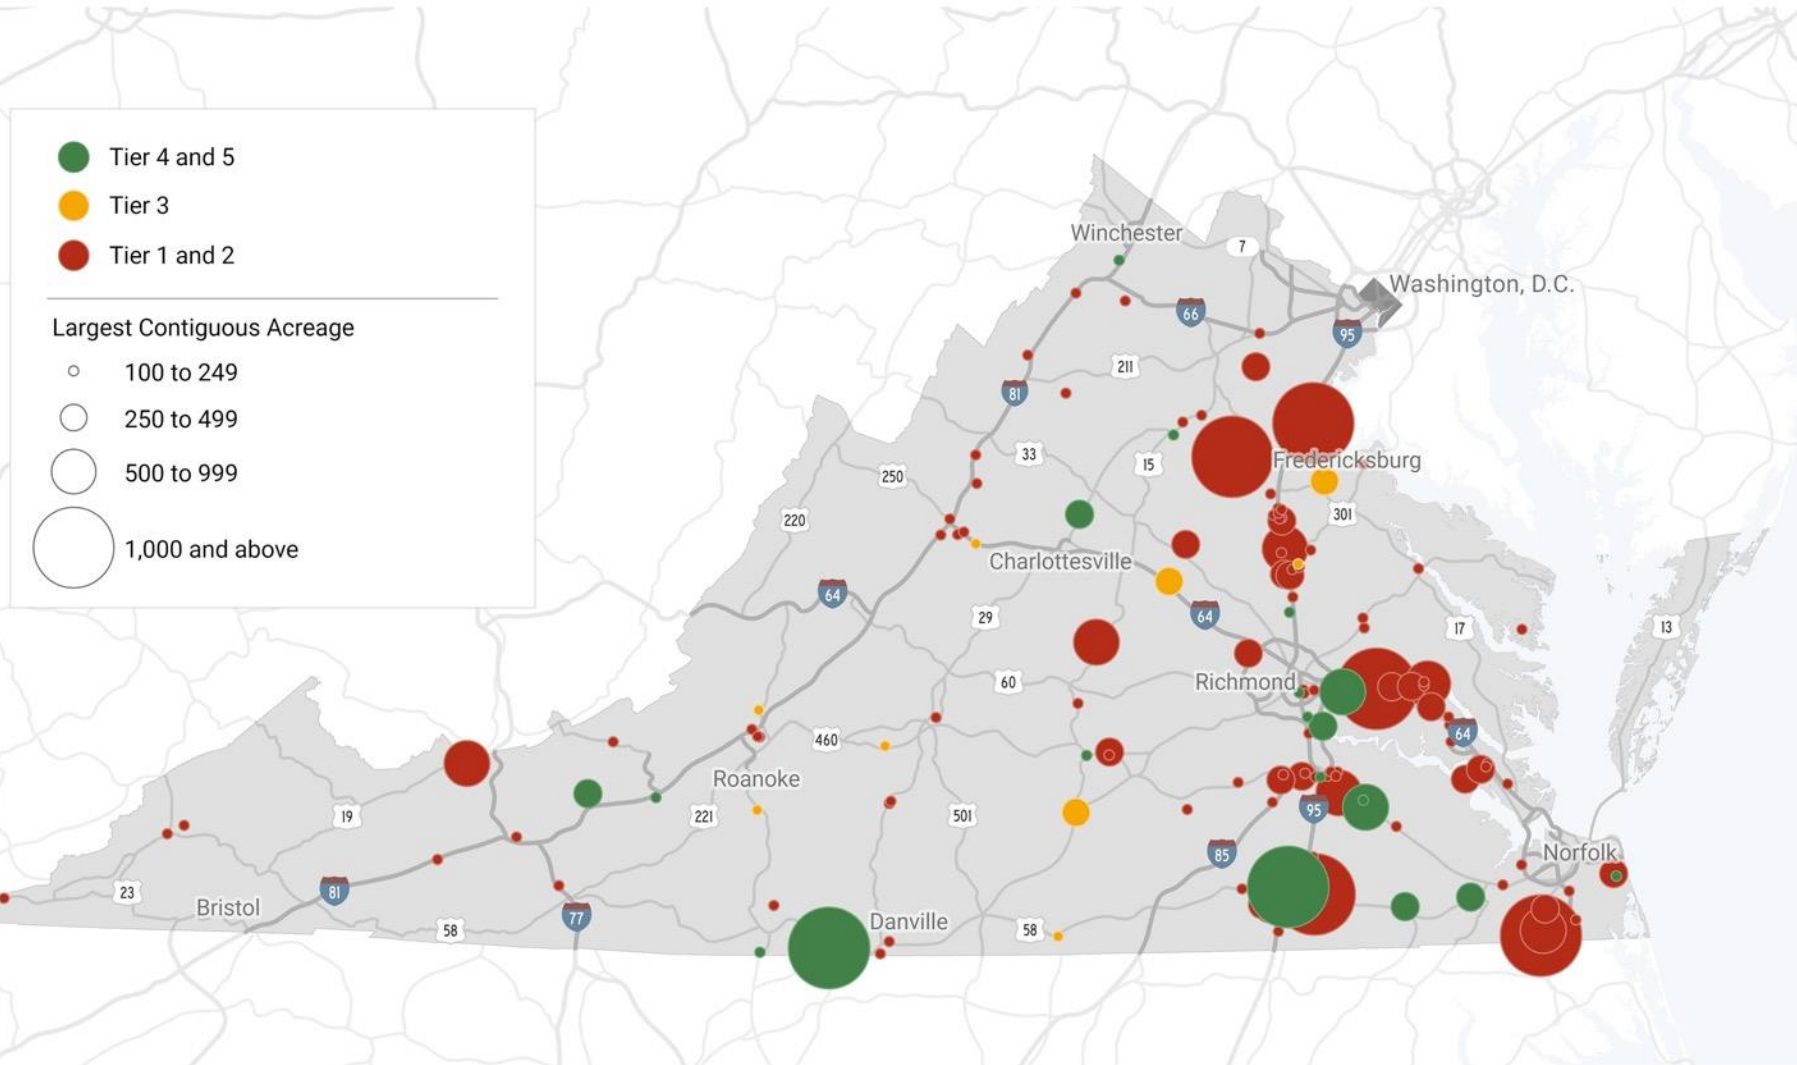 Tier 4 and 5
Tier 3
Tier 1 and 2
Largest Contiguous Acreage
100 to 249
250 to 499
500 to 999
1,000 and above
Winchester
7
Washington, D.C.
66
95
211
81
33
15
Fredericksburg
250
301
220
Charlottesville
64
29
64
17
13
60
Richmond
64
460
Roanoke
19
221
501
95
85
Norfolk
23
81
Bristol
77
58
Danville
58